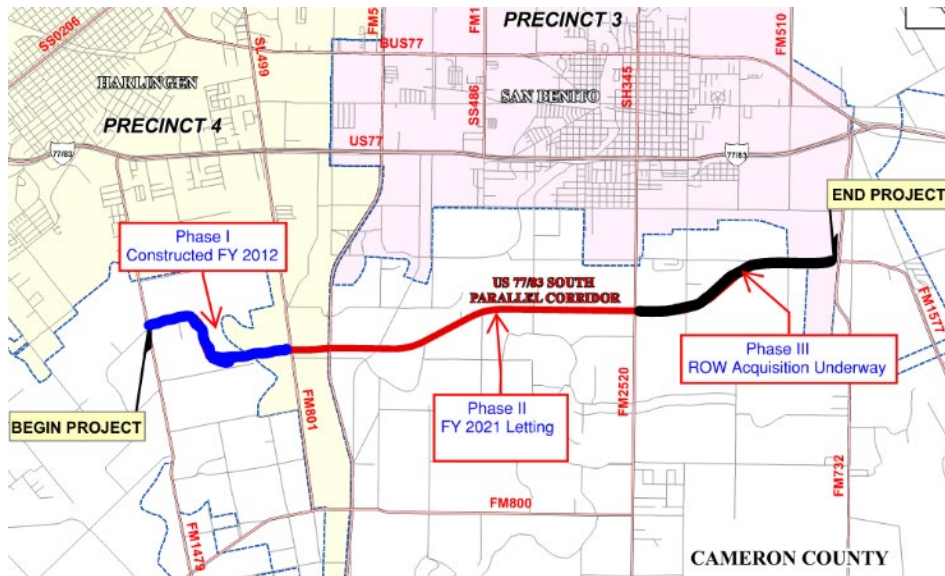 SS0206
SL499
FM5
BUS77
FM1
PRECINCT 3
FM510
HARLINGEN
SS486
SAN BENITO
SH345
PRECINCT 4
US77
77/83
77/83
END PROJECT
Phase I
Constructed FY 2012
US 77/83 SOUTH
PARALLEL CORRIDOR
FM1577
Phase III
ROW Acquisition Underway
BEGIN PROJECT
FM801
Phase II
FY 2021 Letting
FM2520
FM732
FM800
FM1479
CAMERON COUNTY